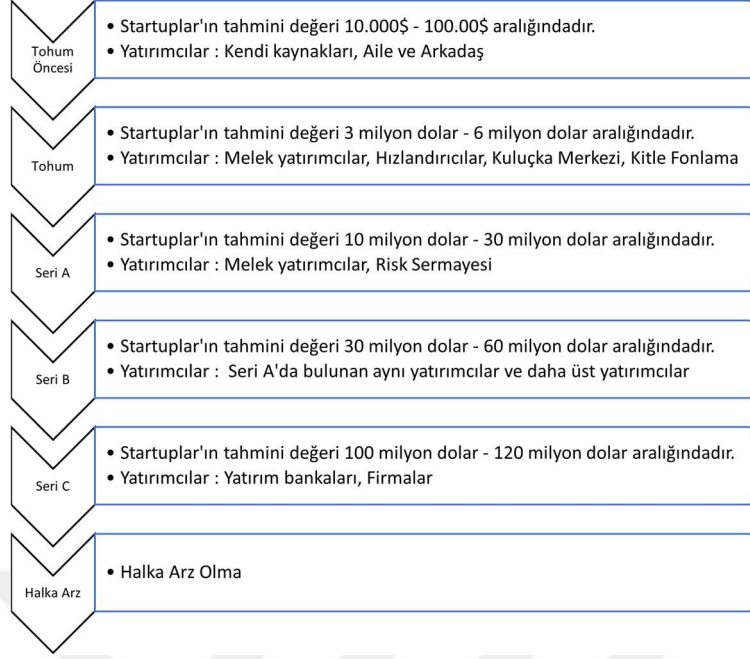 Tohum
Öncesi
• Startuplar'ın tahmini değeri 10.000$ - 100.00$ aralığındadır.
• Yatırımcılar : Kendi kaynakları, Aile ve Arkadaş
Tohum
• Startuplar'ın tahmini değeri 3 milyon dolar - 6 milyon dolar aralığındadır.
• Yatırımcılar : Melek yatırımcılar, Hızlandırıcılar, Kuluçka Merkezi, Kitle Fonlama
Seri A
• Startuplar'ın tahmini değeri 10 milyon dolar - 30 milyon dolar aralığındadır.
• Yatırımcılar : Melek yatırımcılar, Risk Sermayesi
Seri B
• Startuplar'ın tahmini değeri 30 milyon dolar - 60 milyon dolar aralığındadır.
• Yatırımcılar :  Seri A'da bulunan aynı yatırımcılar ve daha üst yatırımcılar
Seri C
• Startuplar'ın tahmini değeri 100 milyon dolar - 120 milyon dolar aralığındadır.
• Yatırımcılar : Yatırım bankaları, Firmalar
Halka Arz
• Halka Arz Olma